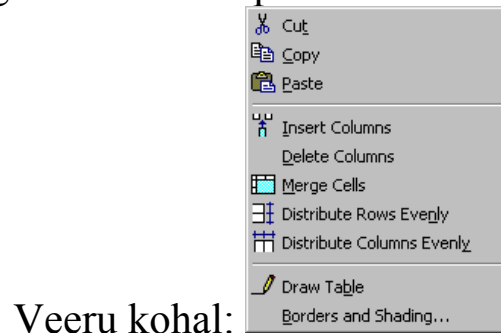 Cut
Copy
Paste
Insert Columns
Delete Columns
Merge Cells
Distribute Rows Evenly
Distribute Columns Evenly
Draw Table
Borders and Shading...
Veeru kohal: